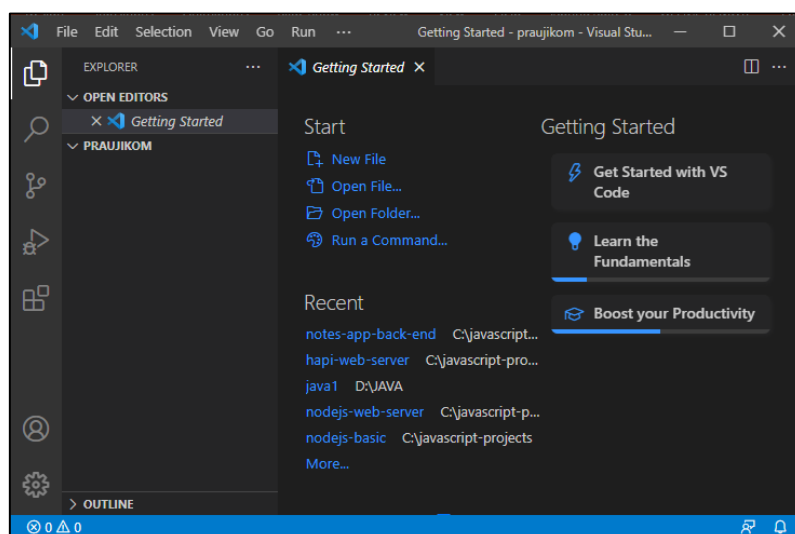 File Edit Selection View Go Run ··· Getting Started - praujikom - Visual Stu...
EXPLORER ···
OPEN EDITORS
Getting Started
PRAUJIKOM
OUTLINE
Getting Started
Start
New File
Open File...
Open Folder...
Run a Command...
Recent
notes-app-back-end C:\javascript...
hapi-web-server C:\javascript-pro...
java1 D:\JAVA
nodejs-web-server C:\javascript-p...
nodejs-basic C:\javascript-projects
More...
Getting Started
Get Started with VS
Code
Learn the
Fundamentals
Boost your Productivity
0 0